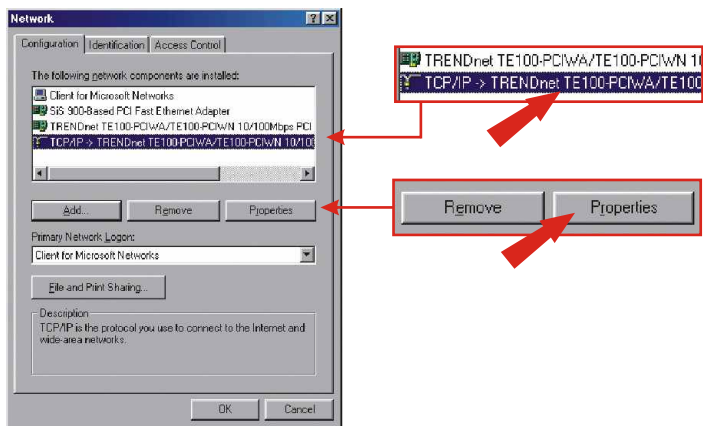 Network
Configuration Identification Access Control
The following network components are installed:
Client for Microsoft Networks
SiS 900-Based PCI Fast Ethernet Adapter
TRENDnet TE100-PCIWA/TE100-PCIWN 10/100Mbps PCI
TCP/IP -> TRENDnet TE100-PCIWA/TE100-PCIWN 10/100
Add... Remove Properties
Primary Network Logon:
Client for Microsoft Networks
File and Print Sharing...
Description
TCP/IP is the protocol you use to connect to the Internet and
wide-area networks.
OK Cancel
TRENDnet TE100-PCIWA/TE100-PCIWN 1
TCP/IP -> TRENDnet TE100-PCIWA/TE100
Remove Properties